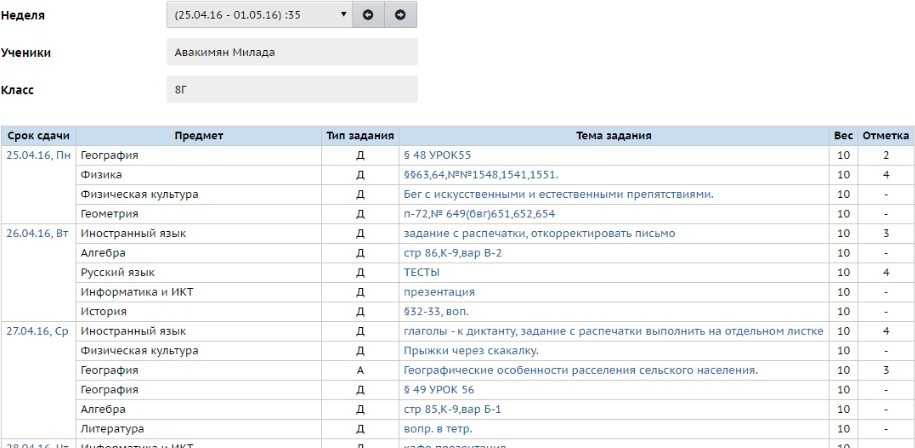 Неделя (25.04.16 - 01.05.16) :35
Ученики Авакимян Милада
Класс 8Г
Срок сдачи Предмет Тип задания Тема задания Вес Отметка
25.04.16, Пн География Д § 48 УРОК55 10 2
Физика Д §§63,64,№№1548,1541,1551. 10 4
Физическая культура Д Бег с искусственными и естественными препятствиями. 10 -
Геометрия Д п-72,№ 649(бвг)651,652,654 10 -
26.04.16, Вт Иностранный язык Д задание с распечатки, откорректировать письмо 10 3
Алгебра Д стр 86,К-9,вар В-2 10 -
Русский язык Д ТЕСТЫ 10 4
Информатика и ИКТ Д презентация 10 -
История Д §32-33, воп. 10 -
27.04.16, Ср Иностранный язык Д глаголы - к диктанту, задание с распечатки выполнить на отдельном листке 10 4
Физическая культура Д Прыжки через скакалку. 10 -
География А Географические особенности расселения сельского населения. 10 3
География Д § 49 УРОК 56 10 -
Алгебра Д стр 85,К-9,вар Б-1 10 -
Литература Д вопр. в тетр. 10 -
28.04.16, Чт Информатика и ИКТ Д презентация 10 -